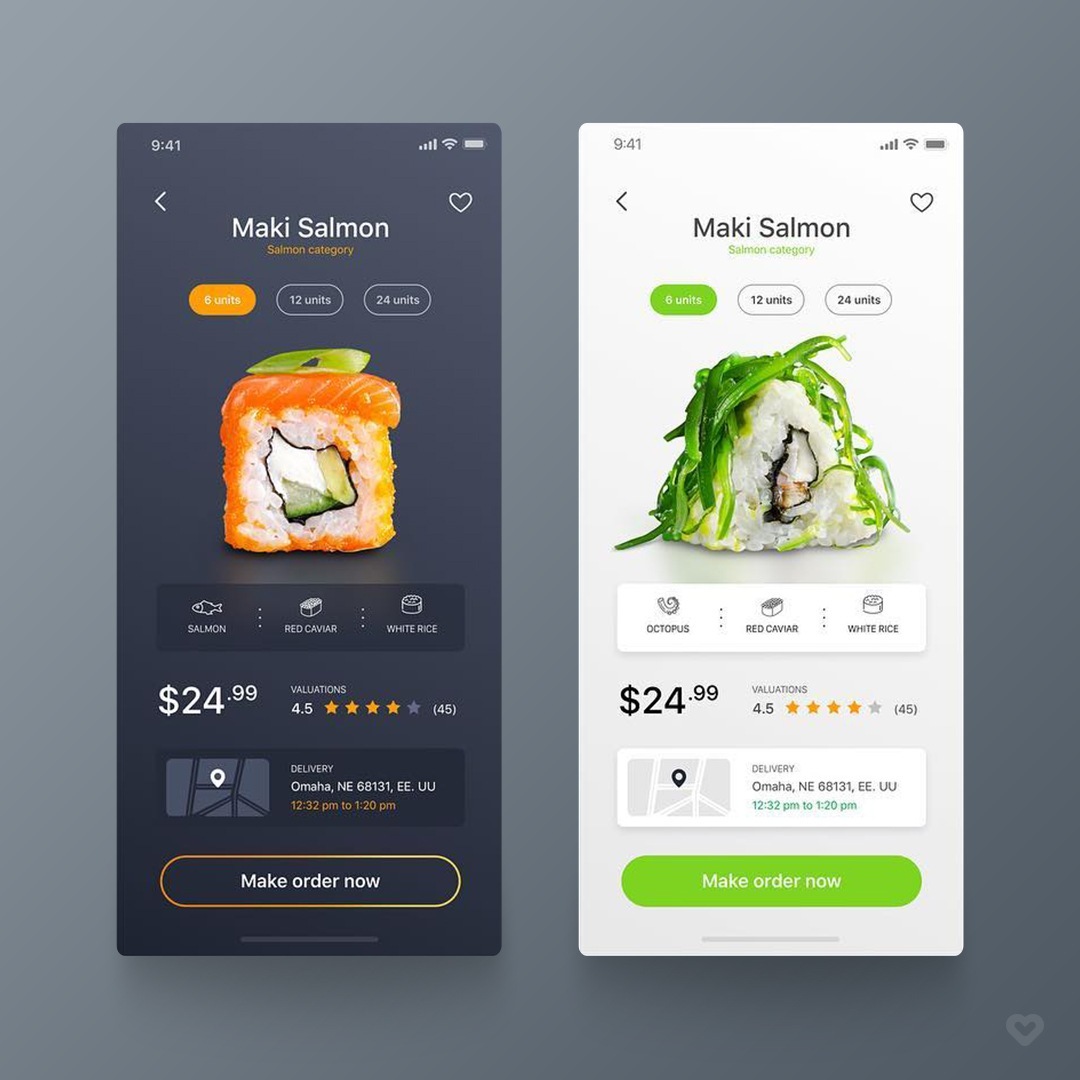 9:41
Maki Salmon
Salmon category
6 units 12 units 24 units
SALMON RED CAVIAR WHITE RICE
$24.99
VALUATIONS
4.5 (45)
DELIVERY
Omaha, NE 68131, EE. UU
12:32 pm to 1:20 pm
Make order now
9:41
Maki Salmon
Salmon category
6 units 12 units 24 units
OCTOPUS RED CAVIAR WHITE RICE
$24.99
VALUATIONS
4.5 (45)
DELIVERY
Omaha, NE 68131, EE. UU
12:32 pm to 1:20 pm
Make order now